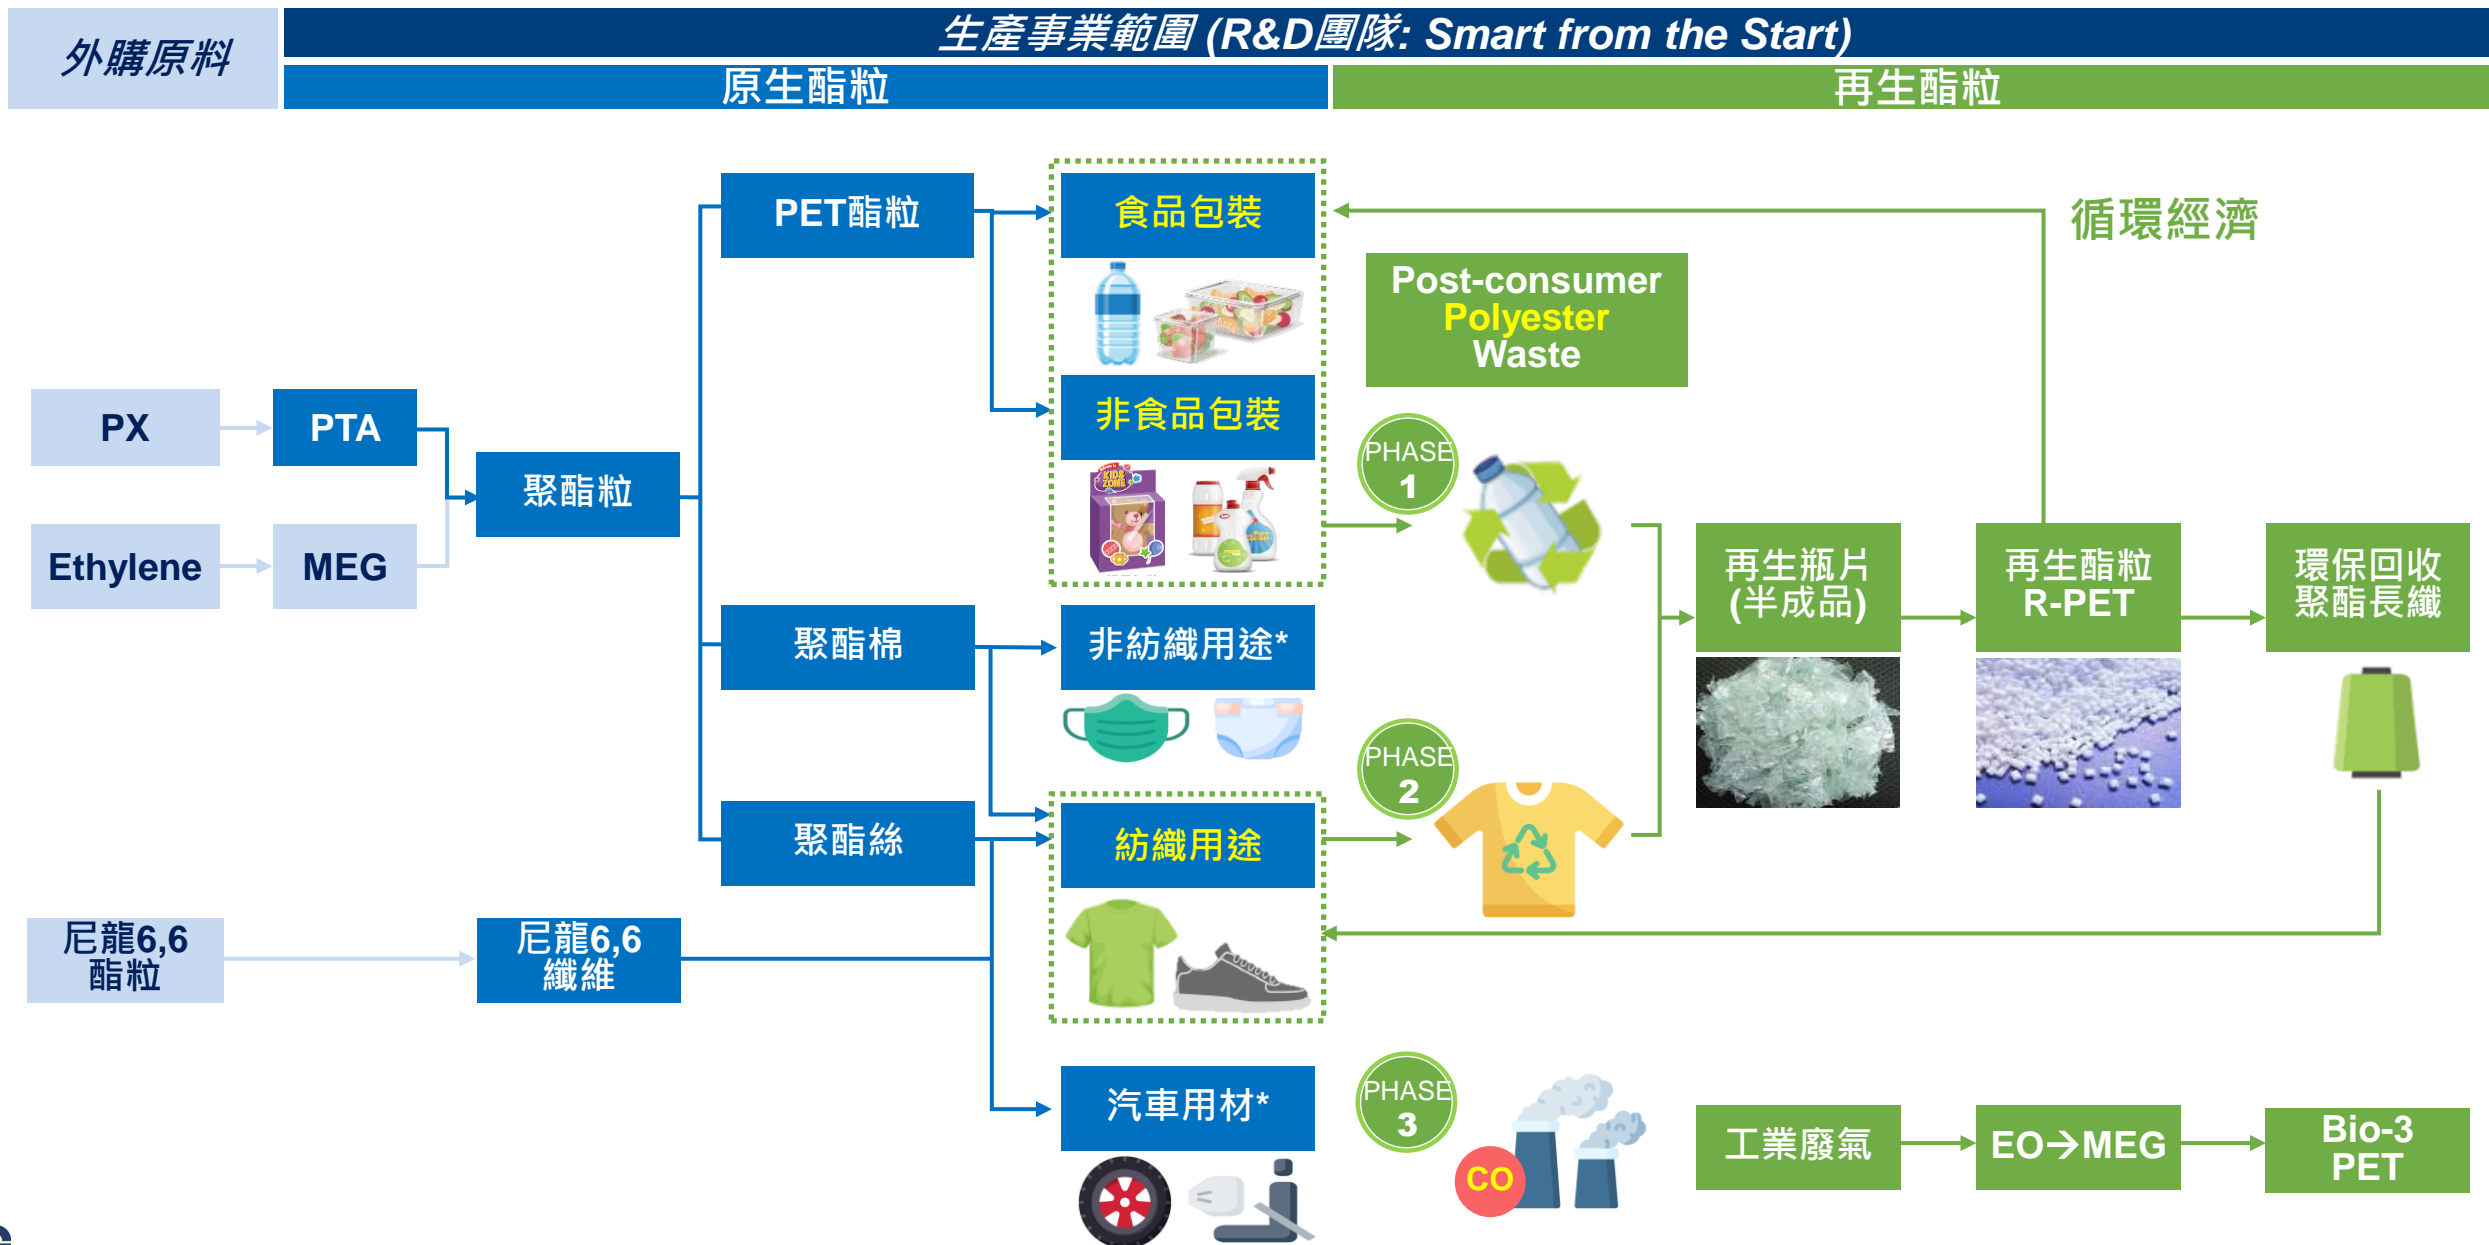 外購原料
生產事業範圍 (R&D團隊: Smart from the Start)
原生酯粒
再生酯粒
PET酯粒
食品包裝
循環經濟
Post-consumer
Polyester
Waste
PX
PTA
非食品包裝
PHASE
1
KIDS
ZONE
聚酯粒
Ethylene
MEG
再生瓶片
(半成品)
再生酯粒
R-PET
環保回收
聚酯長纖
聚酯棉
非紡織用途*
PHASE
2
聚酯絲
紡織用途
尼龍6,6
酯粒
尼龍6,6
纖維
汽車用材*
PHASE
3
CO
工業廢氣
EO→MEG
Bio-3
PET